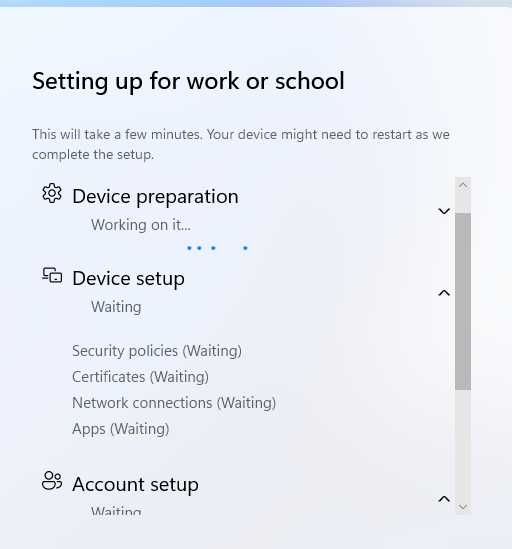 Setting up for work or school
This will take a few minutes. Your device might need to restart as we
complete the setup.
Device preparation
Working on it...
Device setup
Waiting
Security policies (Waiting)
Certificates (Waiting)
Network connections (Waiting)
Apps (Waiting)
Account setup
Waiting